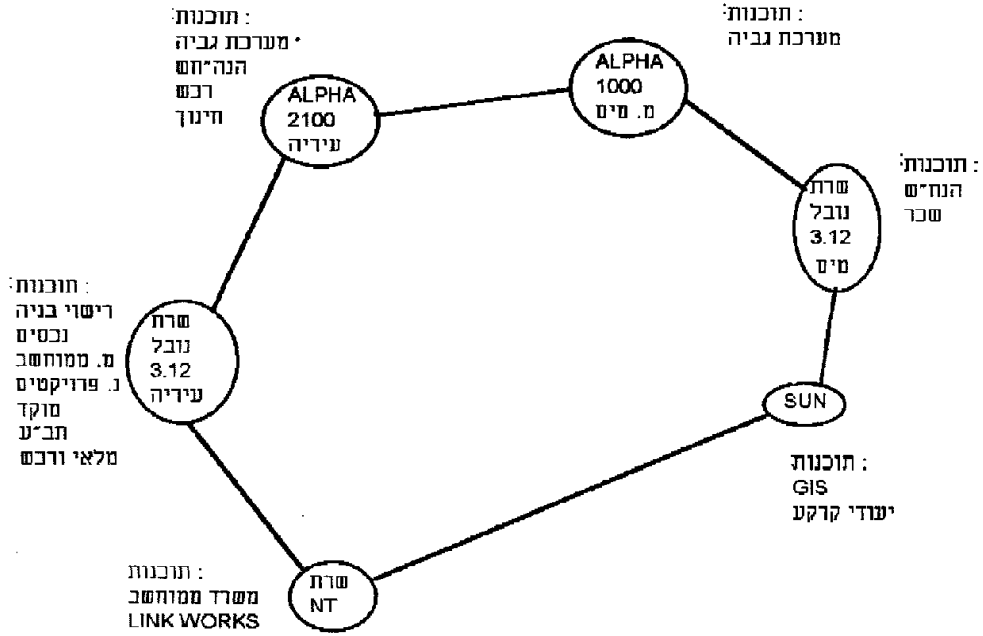 תוכנות :
מערכת גביה
הנה״חש
רכש
חינוך
ALPHA
2100
עיריה
תוכנות :
מערכת גביה
ALPHA
1000
מ. מים
תוכנות :
הנח״ש
שכר
שרת
נובל
3.12
מים
תוכנות :
רישוי בניה
נכסים
מ. ממוחשב
נ. פרויקטים
מוקד
תב״ע
מלאי ורכש
שרת
נובל
3.12
עיריה
SUN
תוכנות :
GIS
יעודי קרקע
תוכנות :
משרד ממוחשב
LINK WORKS
שרת
NT